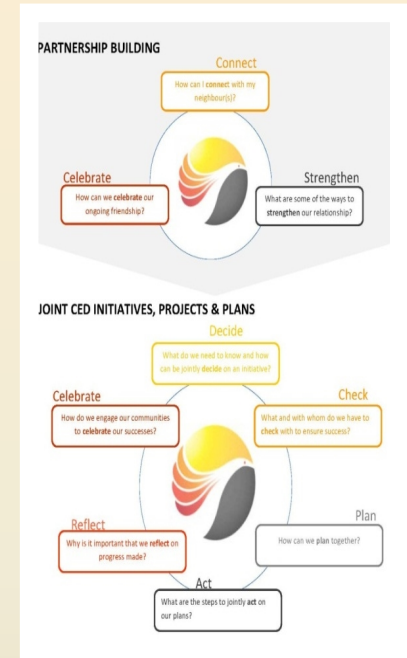 PARTNERSHIP BUILDING
Connect
How can I connect with my
neighbour(s)?
Celebrate
How can we celebrate our
ongoing friendship?
Strengthen
What are some of the ways to
strengthen our relationship?
JOINT CED INITIATIVES, PROJECTS & PLANS
Decide
What do we need to know and how
can be jointly decide on an initiative?
Celebrate
How do we engage our communities
to celebrate our successes?
Check
What and with whom do we have to
check with to ensure success?
Reflect
Why is it important that we reflect on
progress made?
Plan
How can we plan together?
Act
What are the steps to jointly act on
our plans?